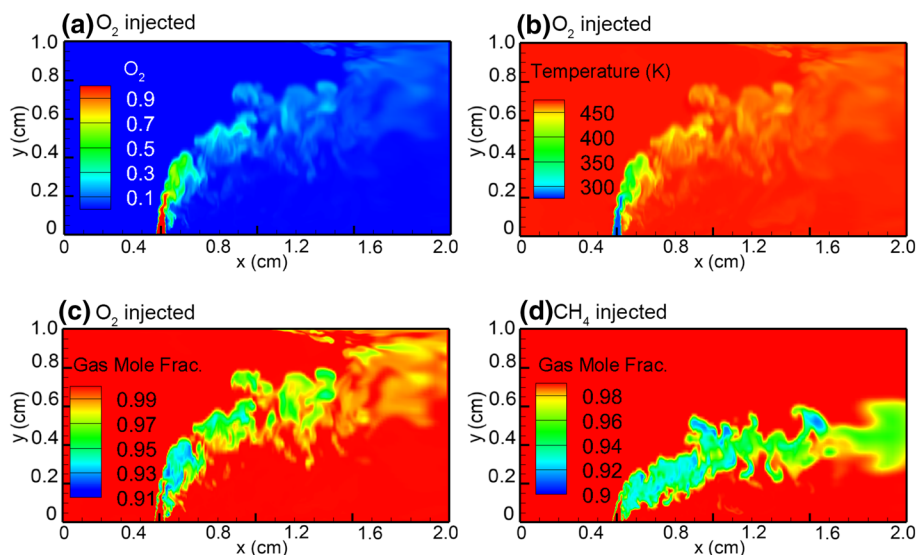 (a) O₂ injected
1.0
0.8
0.6
0.4
0.2
0
y (cm)
O₂
0.9
0.7
0.5
0.3
0.1
0 0.4 0.8 1.2 1.6 2.0
x (cm)
(b) O₂ injected
1.0
0.8
0.6
0.4
0.2
0
y (cm)
Temperature (K)
450
400
350
300
0 0.4 0.8 1.2 1.6 2.0
x (cm)
(c) O₂ injected
1.0
0.8
0.6
0.4
0.2
0
y (cm)
Gas Mole Frac.
0.99
0.97
0.95
0.93
0.91
0 0.4 0.8 1.2 1.6 2.0
x (cm)
(d) CH₄ injected
1.0
0.8
0.6
0.4
0.2
0
y (cm)
Gas Mole Frac.
0.98
0.96
0.94
0.92
0.9
0 0.4 0.8 1.2 1.6 2.0
x (cm)